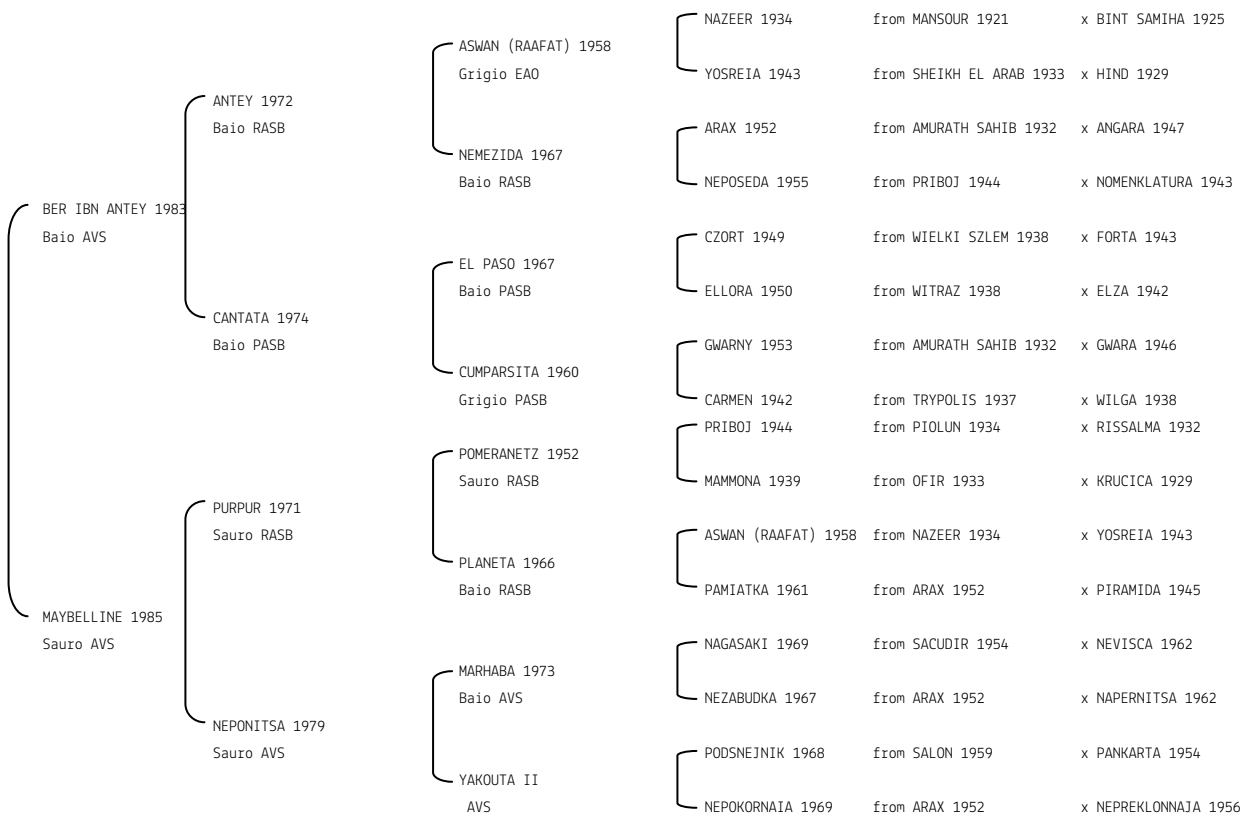 NAZEER 1934 from MANSOUR 1921 x BINT SAMIHA 1925
ASWAN (RAAFAT) 1958
Grigio EAO YOSREIA 1943 from SHEIKH EL ARAB 1933 x HIND 1929
ANTEY 1972
Baio RASB ARAX 1952 from AMURATH SAHIB 1932 x ANGARA 1947
NEMEZIDA 1967
Baio RASB NEPOSEDA 1955 from PRIBOJ 1944 x NOMENKLATURA 1943
BER IBN ANTEY 1983
Baio AVS CZORT 1949 from WIELKI SZLEM 1938 x FORTA 1943
EL PASO 1967
Baio PASB ELLORA 1950 from WITRAZ 1938 x ELZA 1942
CANTATA 1974
Baio PASB GWARNY 1953 from AMURATH SAHIB 1932 x GWARA 1946
CUMPARSITA 1960
Grigio PASB CARMEN 1942 from TRYPOLIS 1937 x WILGA 1938
PRIBOJ 1944 from PIOLUN 1934 x RISSALMA 1932
POMERANETZ 1952
Sauro RASB MAMMONA 1939 from OFIR 1933 x KRUCICA 1929
PURPUR 1971
Sauro RASB ASWAN (RAAFAT) 1958 from NAZEER 1934 x YOSREIA 1943
PLANETA 1966
Baio RASB PAMIATKA 1961 from ARAX 1952 x PIRAMIDA 1945
MAYBELLINE 1985
Sauro AVS NAGASAKI 1969 from SACUDIR 1954 x NEVISCA 1962
MARHABA 1973
Baio AVS NEZABUDKA 1967 from ARAX 1952 x NAPERNITSA 1962
NEPONITSA 1979
Sauro AVS PODSNEJNIK 1968 from SALON 1959 x PANKARTA 1954
YAKOUTA II
AVS NEPOKORNAIA 1969 from ARAX 1952 x NEPREKLONNAJA 1956